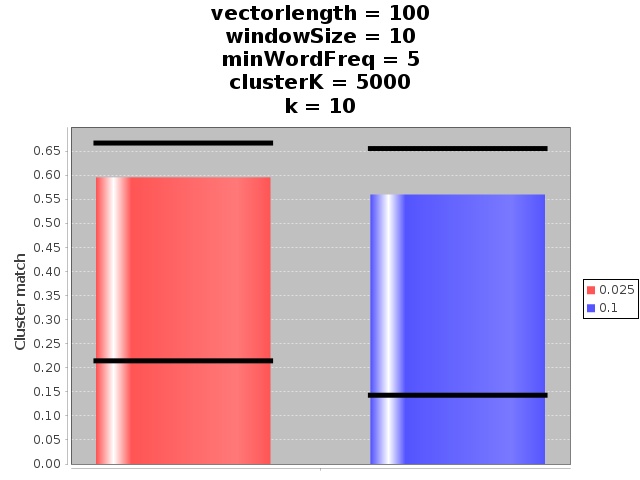 vectorlength = 100
windowSize = 10
minWordFreq = 5
clusterK = 5000
k = 10
0.65
0.60
0.55
0.50
0.45
0.40
0.35
0.30
0.25
0.20
0.15
0.10
0.05
0.00
Cluster match
0.025
0.1